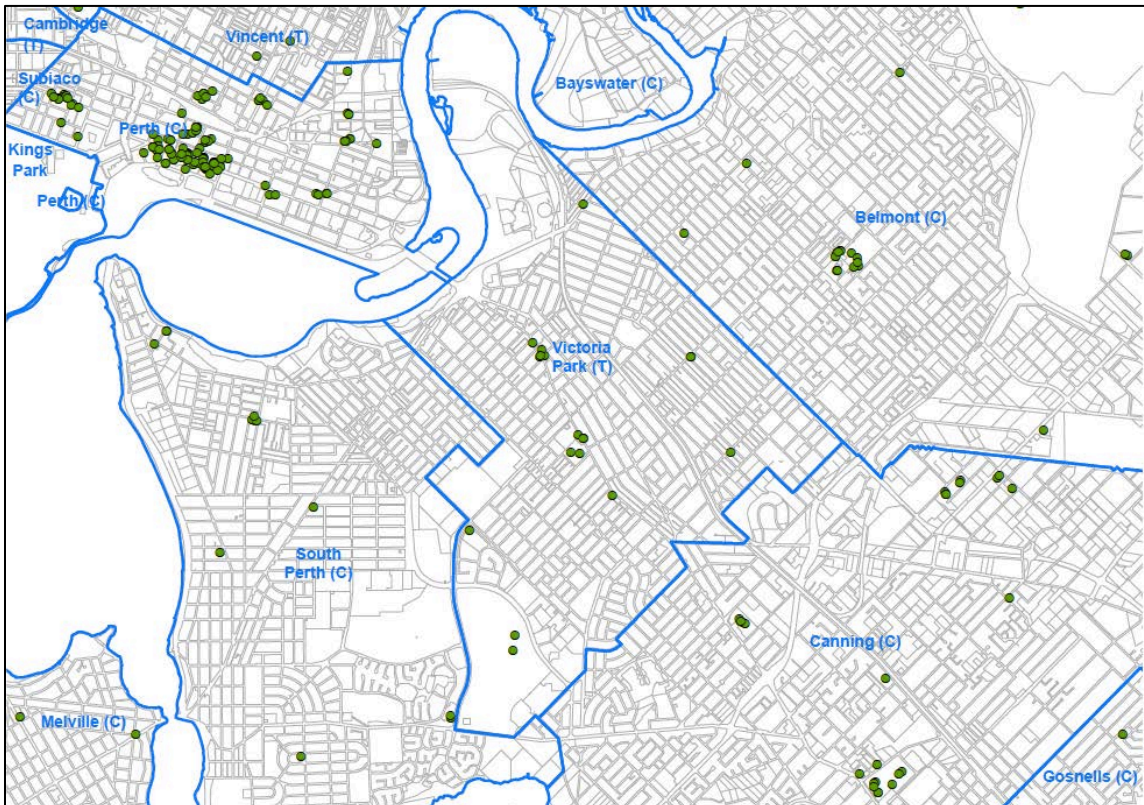 Cambridge
(T)
Vincent (T)
Subiaco
(C)
Bayswater (C)
Perth (C)
Kings
Park
Perth (C)
Belmont (C)
Victoria
Park (T)
South
Perth (C)
Canning (C)
Melville (C)
Gosnells (C)